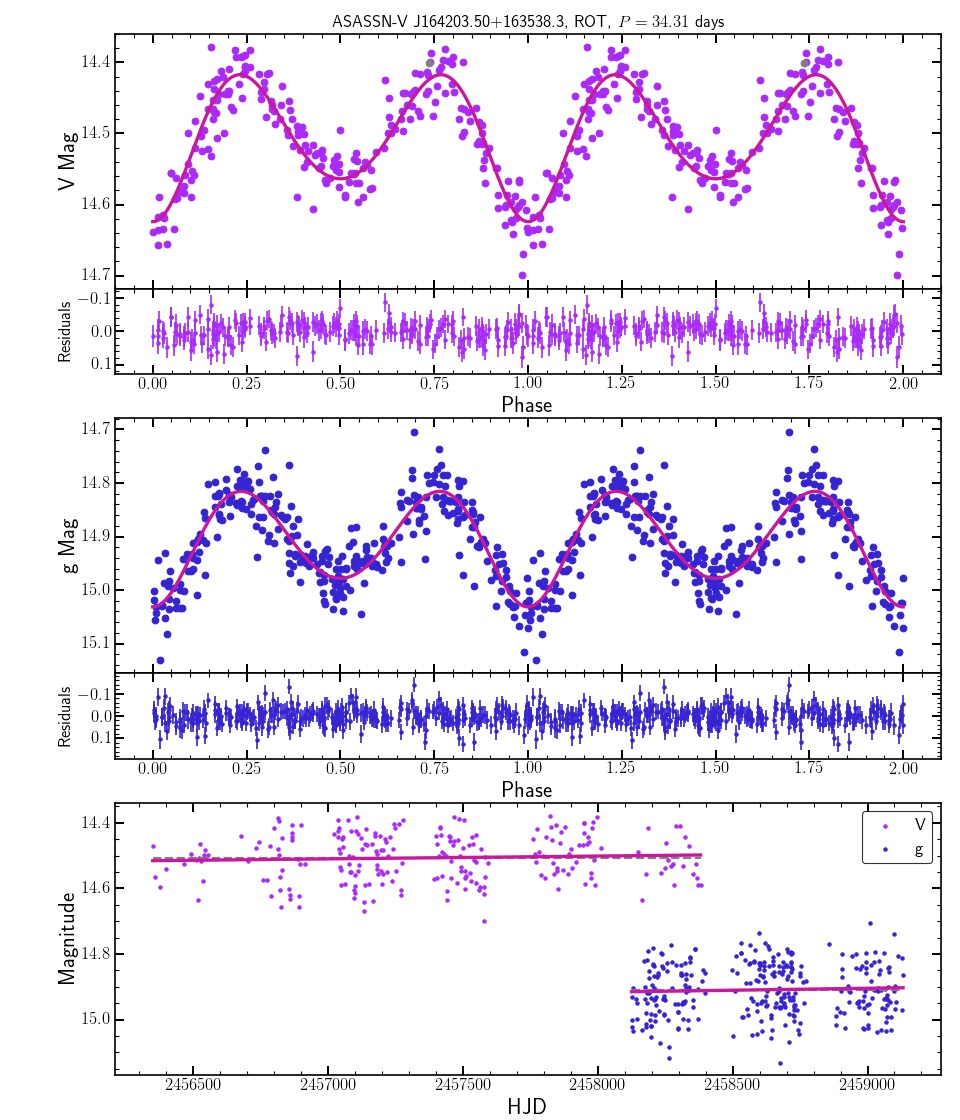 ASASSN-V J164203.50+163538.3, ROT, P = 34.31 days
V Mag
14.4
14.5
14.6
14.7
Residuals
−0.1
0.0
0.1
0.00 0.25 0.50 0.75 1.00 1.25 1.50 1.75 2.00
Phase
g Mag
14.7
14.8
14.9
15.0
15.1
Residuals
−0.1
0.0
0.1
0.00 0.25 0.50 0.75 1.00 1.25 1.50 1.75 2.00
Phase
Magnitude
14.4
14.6
14.8
15.0
V
g
2456500 2457000 2457500 2458000 2458500 2459000
HJD